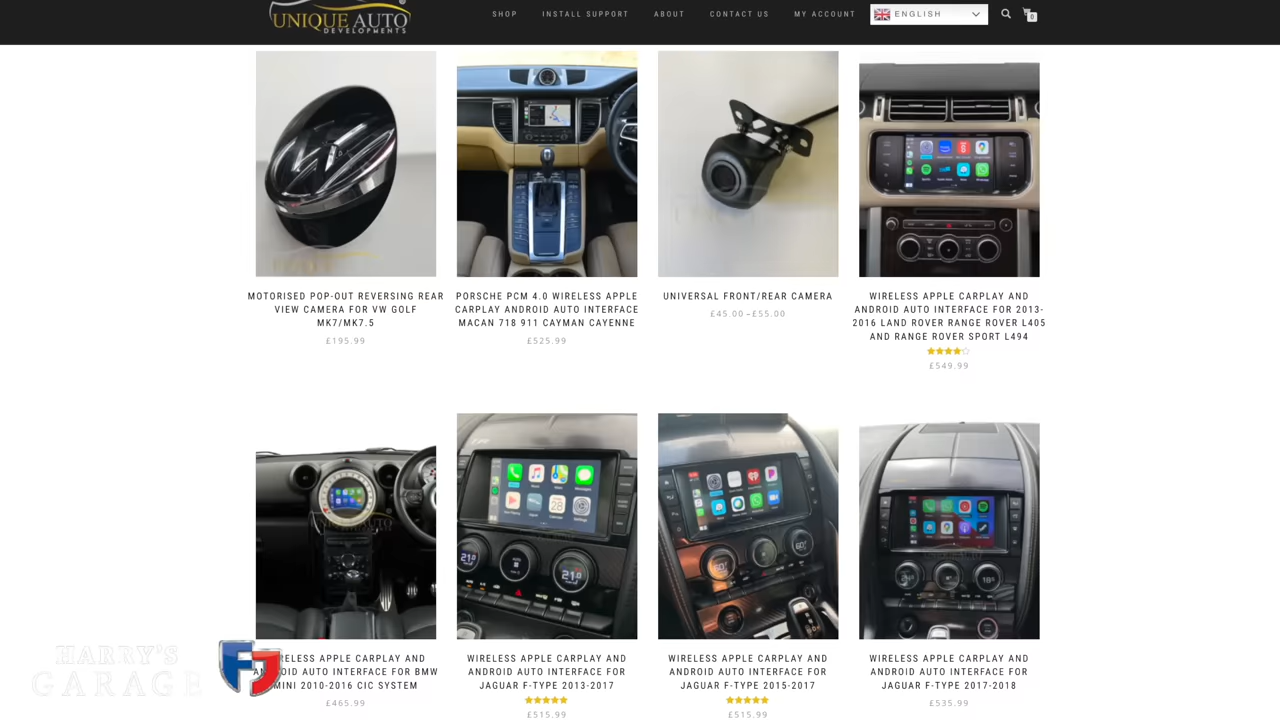 UNIQUE AUTO
DEVELOPMENTS
SHOP
INSTALL SUPPORT
ABOUT
CONTACT US
MY ACCOUNT
ENGLISH
0
MOTORISED POP-OUT REVERSING REAR
VIEW CAMERA FOR VW GOLF
MK7/MK7.5
£195.99
PORSCHE PCM 4.0 WIRELESS APPLE
CARPLAY ANDROID AUTO INTERFACE
MACAN 718 911 CAYMAN CAYENNE
£525.99
UNIVERSAL FRONT/REAR CAMERA
£45.00–£55.00
WIRELESS APPLE CARPLAY AND
ANDROID AUTO INTERFACE FOR 2013-
2016 LAND ROVER RANGE ROVER L405
AND RANGE ROVER SPORT L494
£549.99
UNIQUE AUTO
HARRY'S
GARAGE
RELESS APPLE CARPLAY AND
ANDROID AUTO INTERFACE FOR BMW
MINI 2010-2016 CIC SYSTEM
£465.99
WIRELESS APPLE CARPLAY AND
ANDROID AUTO INTERFACE FOR
JAGUAR F-TYPE 2013-2017
£515.99
WIRELESS APPLE CARPLAY AND
ANDROID AUTO INTERFACE FOR
JAGUAR F-TYPE 2015-2017
£515.99
WIRELESS APPLE CARPLAY AND
ANDROID AUTO INTERFACE FOR
JAGUAR F-TYPE 2017-2018
£535.99